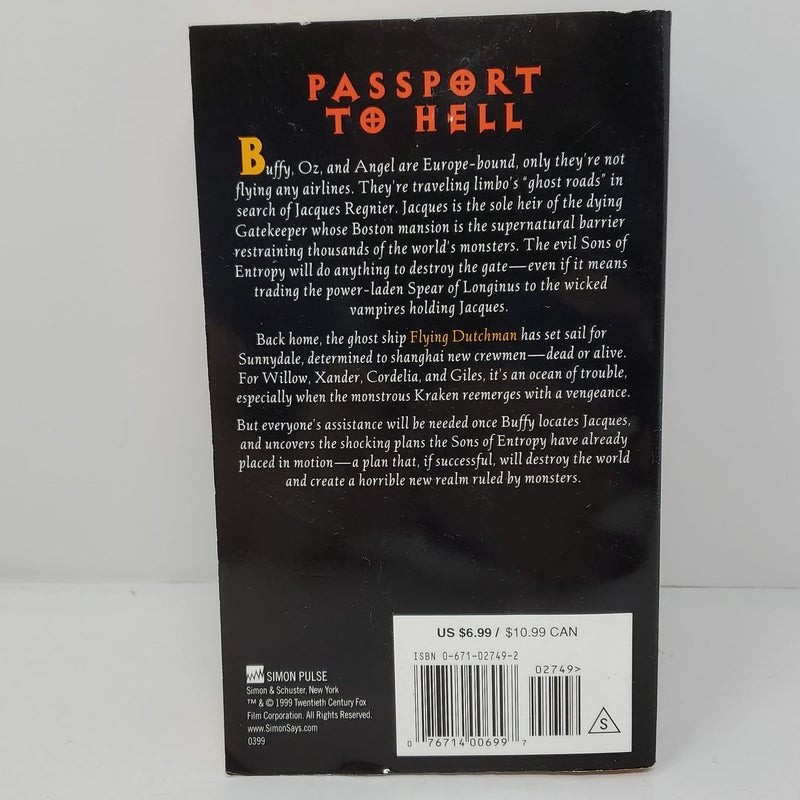 PASSPORT
TO HELL
Buffy, Oz, and Angel are Europe-bound, only they're not
flying any airlines. They're traveling limbo's "ghost roads" in
search of Jacques Regnier. Jacques is the sole heir of the dying
Gatekeeper whose Boston mansion is the supernatural barrier
restraining thousands of the world's monsters. The evil Sons of
Entropy will do anything to destroy the gate—even if it means
trading the power-laden Spear of Longinus to the wicked
vampires holding Jacques.
Back home, the ghost ship Flying Dutchman has set sail for
Sunnydale, determined to shanghai new crewmen—dead or alive.
For Willow, Xander, Cordelia, and Giles, it's an ocean of trouble,
especially when the monstrous Kraken reemerges with a vengeance.
But everyone's assistance will be needed once Buffy locates Jacques,
and uncovers the shocking plans the Sons of Entropy have already
placed in motion—a plan that, if successful, will destroy the world
and create a horrible new realm ruled by monsters.
SIMON PULSE
Simon & Schuster, New York
™ & © 1999 Twentieth Century Fox
Film Corporation. All Rights Reserved.
www.SimonSays.com
0399
US $6.99 / $10.99 CAN
ISBN 0-671-02749-2
02749>
0 76714 00699 7
S